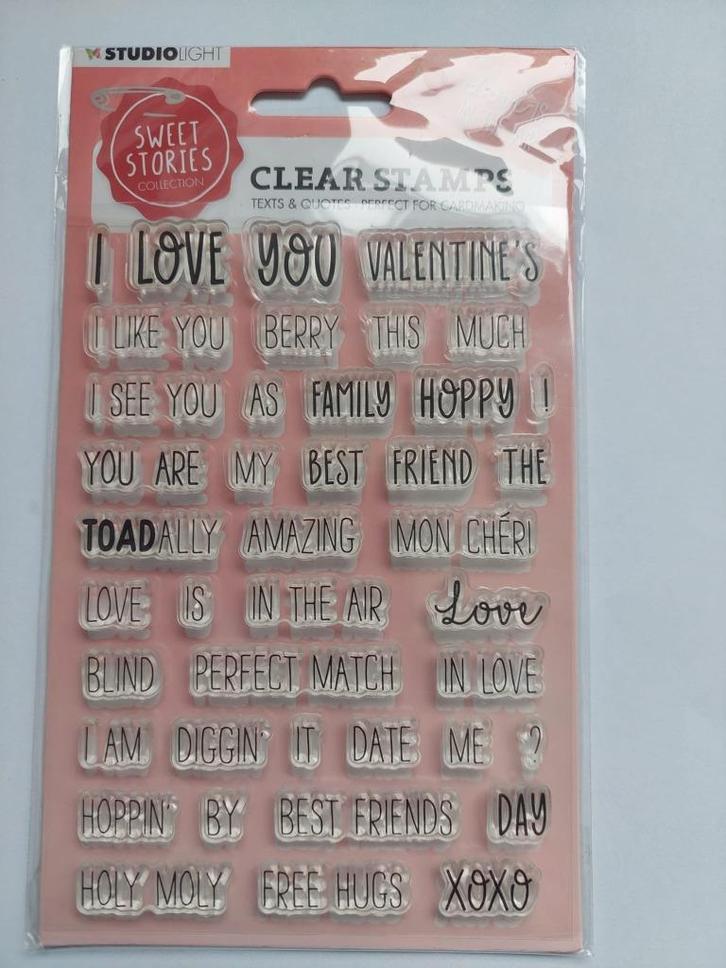 STUDIOLIGHT
SWEET
STORIES
COLLECTION
CLEAR STAMPS
TEXTS & QUOTES - PERFECT FOR CARDMAKING
I LOVE YOU VALENTINE'S
I LIKE YOU BERRY THIS MUCH
I SEE YOU AS FAMILY HOPPY !
YOU ARE MY BEST FRIEND THE
TOADALLY AMAZING MON CHÉRI
LOVE IS IN THE AIR Love
BLIND PERFECT MATCH IN LOVE
I AM DIGGIN' IT DATE ME ?
HOPPIN' BY BEST FRIENDS DAY
HOLY MOLY FREE HUGS XOXO